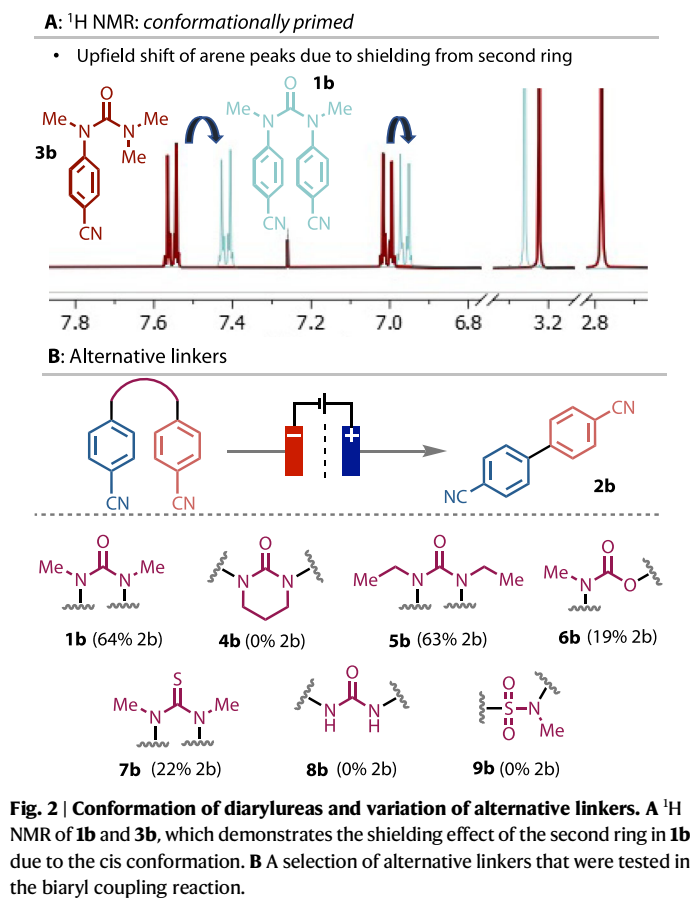 A: ¹H NMR: conformationally primed
• Upfield shift of arene peaks due to shielding from second ring
O
1b
Me
N
N
Me
Me
3b
CN
O
Me
N
N
Me
CN
CN
7.8
7.6
7.4
7.2
7.0
6.8
3.2
2.8
B: Alternative linkers
CN
CN
−
+
CN
NC
2b
O
Me
N
N
Me
1b (64% 2b)
O
N
N
4b (0% 2b)
O
Me
N
N
Me
5b (63% 2b)
O
Me
N
O
6b (19% 2b)
S
Me
N
N
Me
7b (22% 2b)
O
N
H
N
H
8b (0% 2b)
O
S
O
N
Me
9b (0% 2b)
Fig. 2 | Conformation of diarylureas and variation of alternative linkers. A ¹H
NMR of 1b and 3b, which demonstrates the shielding effect of the second ring in 1b
due to the cis conformation. B A selection of alternative linkers that were tested in
the biaryl coupling reaction.